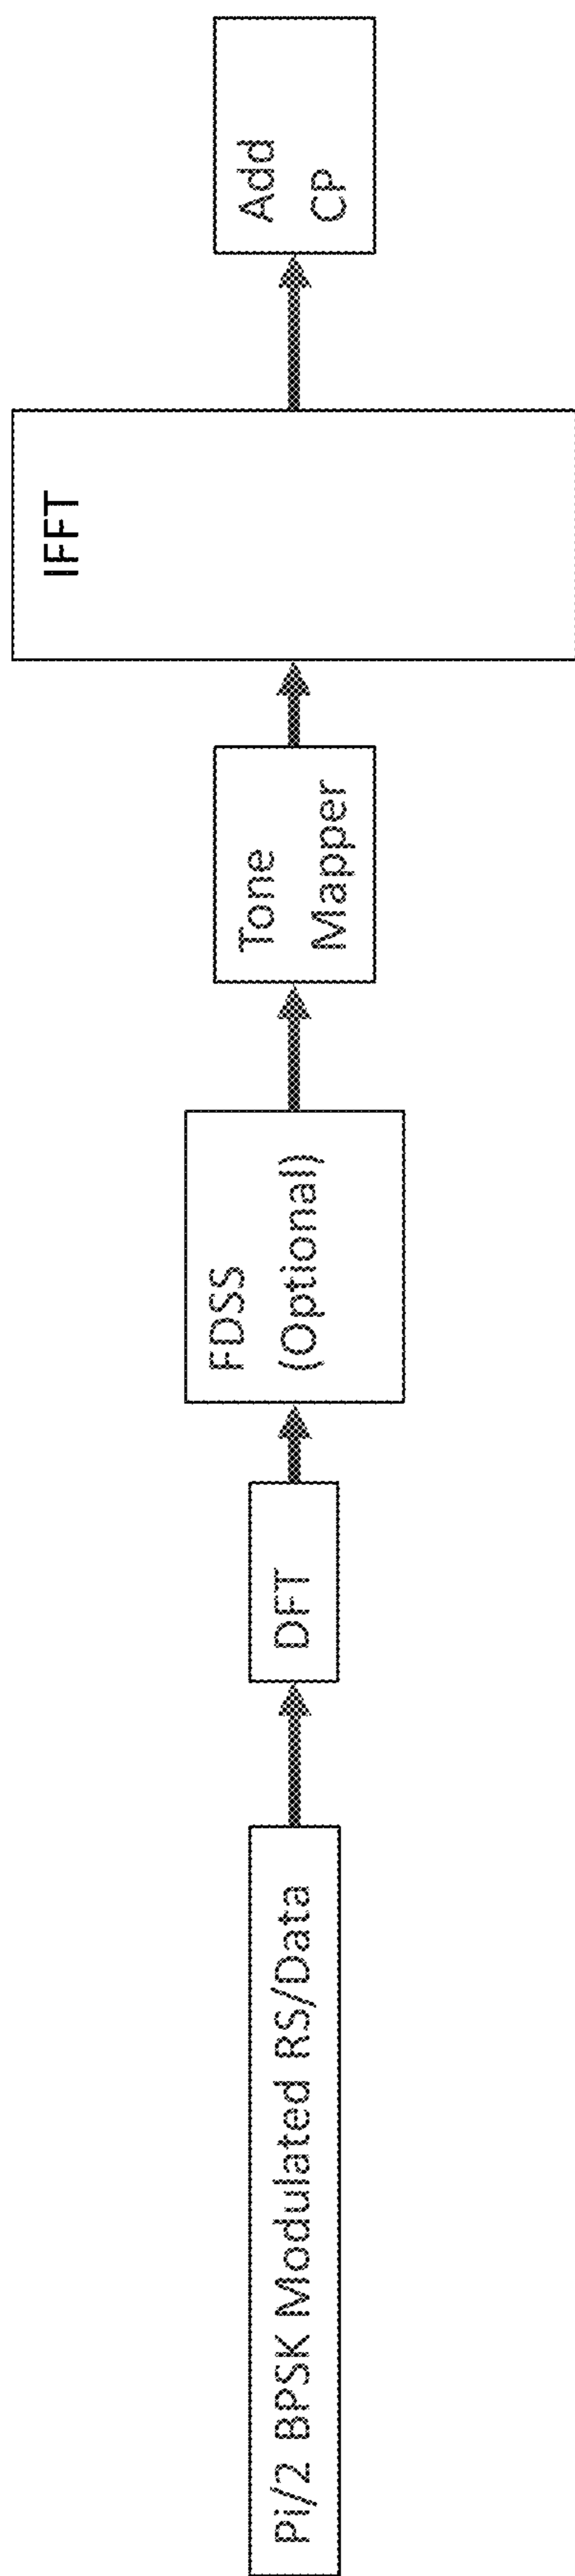 Pi/2 BPSK Modulated RS/Data
DFT
FDSS
(Optional)
Tone
Mapper
IFFT
Add
CP